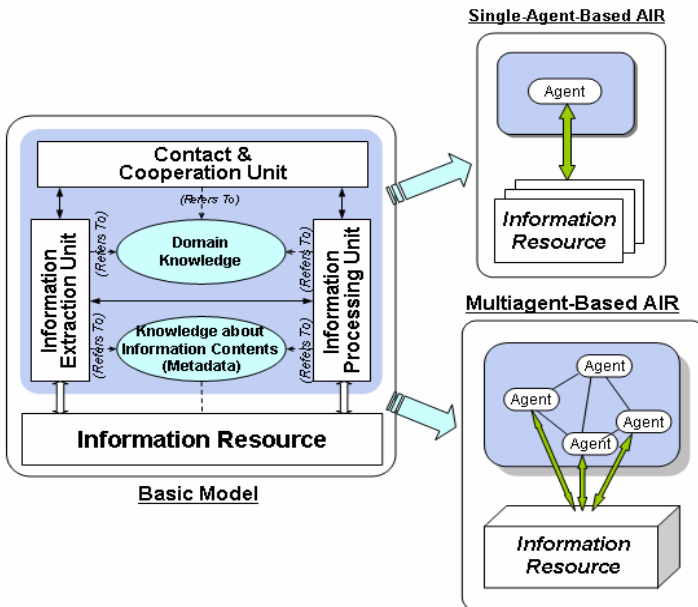 Single-Agent-Based AIR
Agent
Information
Resource
Contact &
Cooperation Unit
(Refers To)
Information
Extraction Unit
(Refers To)
Domain
Knowledge
(Refers To)
Information
Processing Unit
(Refers To)
Knowledge about
Information Contents
(Metadata)
(Refers To)
Information Resource
Basic Model
Multiagent-Based AIR
Agent
Agent
Agent
Agent
Information
Resource